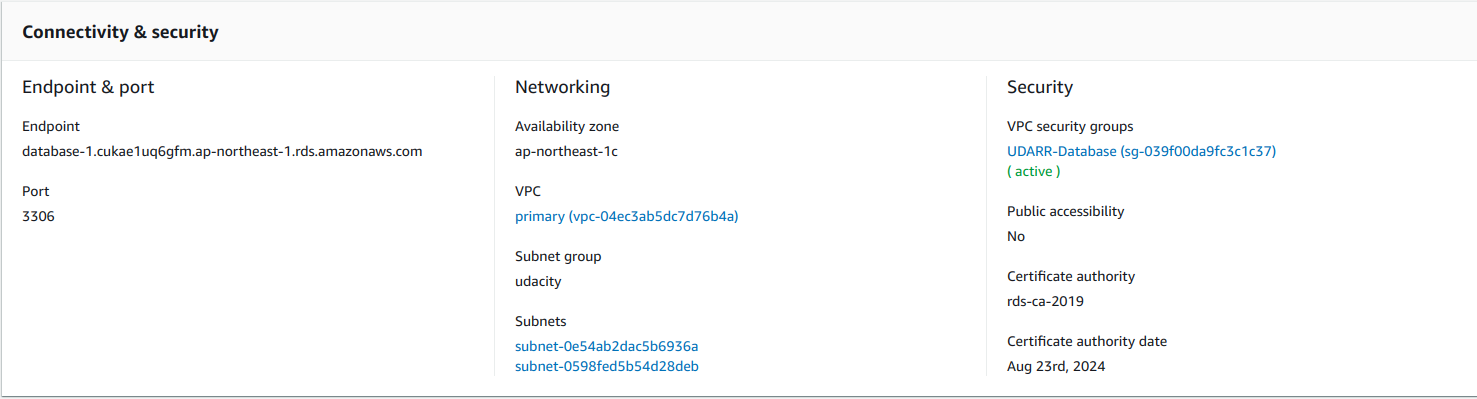 Connectivity & security
Endpoint & port
Endpoint
database-1.cukae1uq6gfm.ap-northeast-1.rds.amazonaws.com
Port
3306
Networking
Availability zone
ap-northeast-1c
VPC
primary (vpc-04ec3ab5dc7d76b4a)
Subnet group
udacity
Subnets
subnet-0e54ab2dac5b6936a
subnet-0598fed5b54d28deb
Security
VPC security groups
UDARR-Database (sg-039f00da9fc3c1c37)
( active )
Public accessibility
No
Certificate authority
rds-ca-2019
Certificate authority date
Aug 23rd, 2024